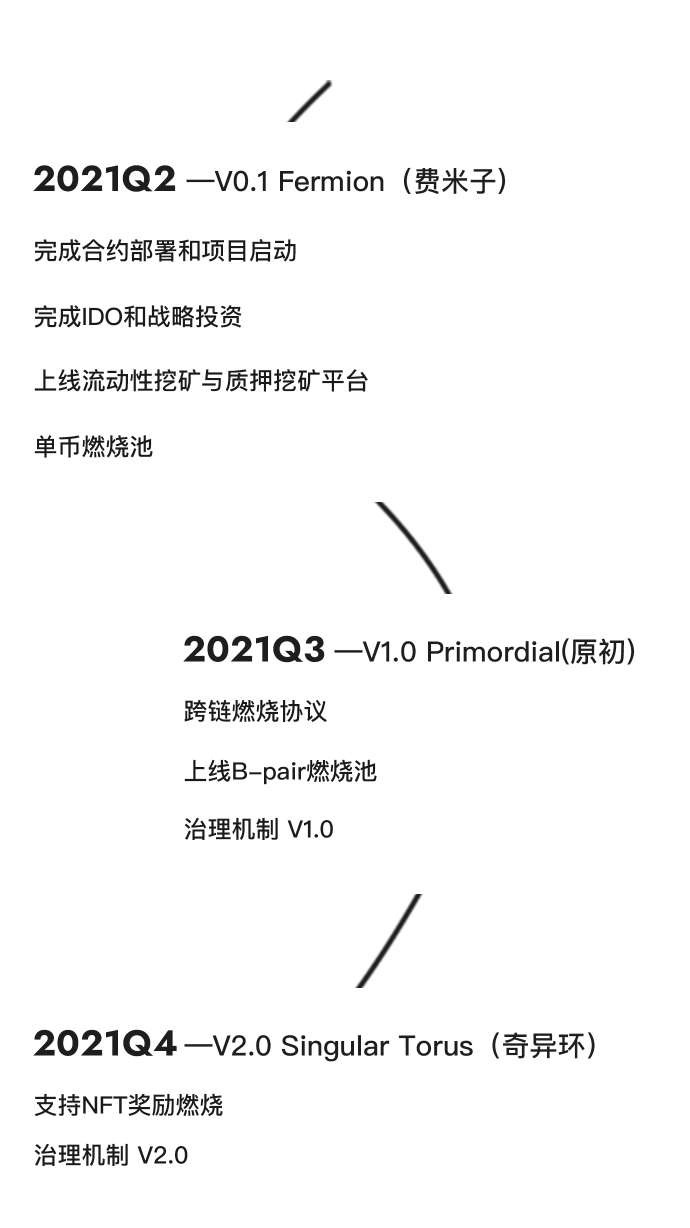 2021Q2 —V0.1 Fermion（费米子）
完成合约部署和项目启动
完成IDO和战略投资
上线流动性挖矿与质押挖矿平台
单币燃烧池
2021Q3 —V1.0 Primordial(原初)
跨链燃烧协议
上线B-pair燃烧池
治理机制 V1.0
2021Q4 —V2.0 Singular Torus（奇异环）
支持NFT奖励燃烧
治理机制 V2.0